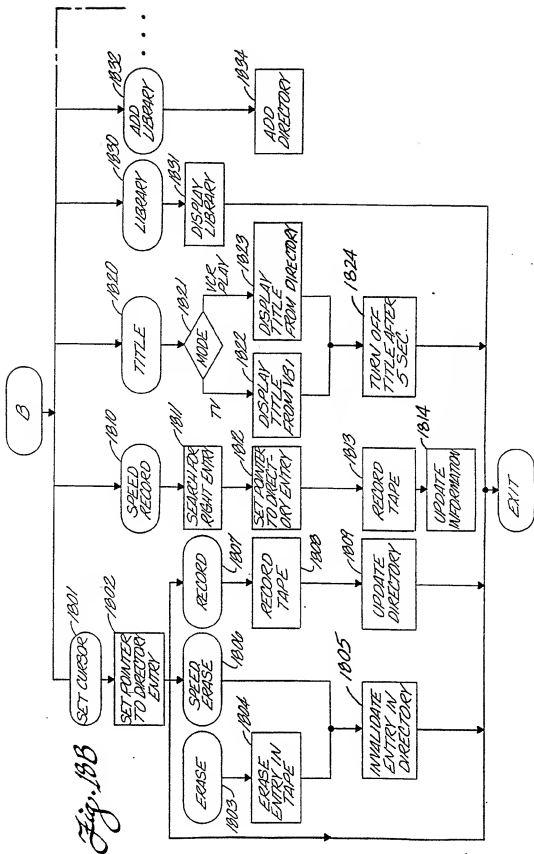 Fig. 18B
B
1801
SET CURSOR
1802
SET POINTER
TO DIRECTORY
ENTRY
1803
ERASE
1804
ERASE
ENTRY IN
TAPE
1805
INVALIDATE
ENTRY IN
DIRECTORY
SPEED
ERASE
1806
RECORD
1807
RECORD
TAPE
1808
UPDATE
DIRECTORY
1809
1810
SPEED
RECORD
1811
SEARCH FOR
RIGHT ENTRY
1812
SET POINTER
TO DIRECT-
ORY ENTRY
1813
RECORD
TAPE
1814
UPDATE
INFORMATION
1820
TITLE
1821
MODE
TV
VCR
PLAY
1822
DISPLAY
TITLE
FROM VBI,
1823
DISPLAY
TITLE
FROM DIRECTORY
1824
TURN OFF
TITLE AFTER
5 SEC.
1830
LIBRARY
1831
DISPLAY
LIBRARY
1832
ADD
LIBRARY
1834
ADD
DIRECTORY
EXIT